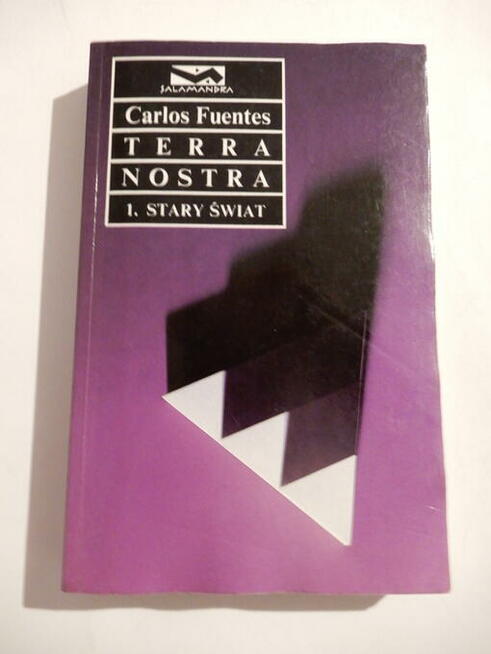 SALAMANDRA
Carlos Fuentes
TERRA
NOSTRA
1. STARY ŚWIAT